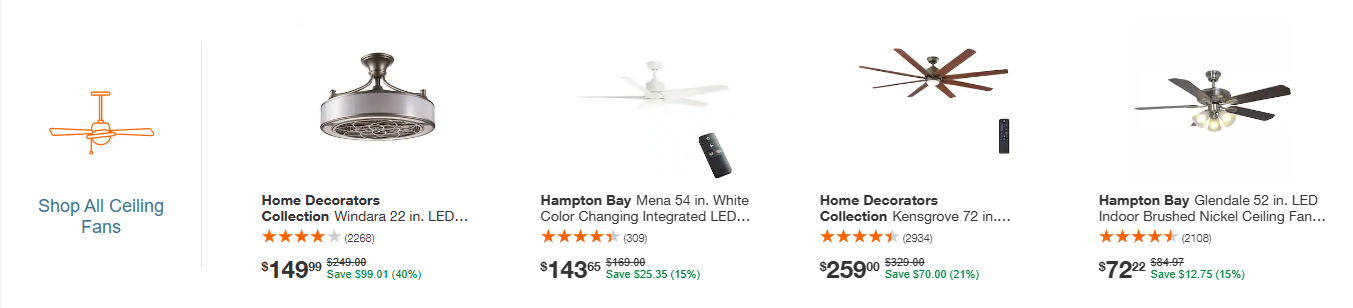 Shop All Ceiling
Fans
Home Decorators
Collection Windara 22 in. LED...
(2268)
$149.99 $249.00
Save $99.01 (40%)
Hampton Bay Mena 54 in. White
Color Changing Integrated LED...
(309)
$143.65 $169.00
Save $25.35 (15%)
Home Decorators
Collection Kensgrove 72 in....
(2934)
$259.00 $329.00
Save $70.00 (21%)
Hampton Bay Glendale 52 in. LED
Indoor Brushed Nickel Ceiling Fan...
(2108)
$72.22 $84.97
Save $12.75 (15%)